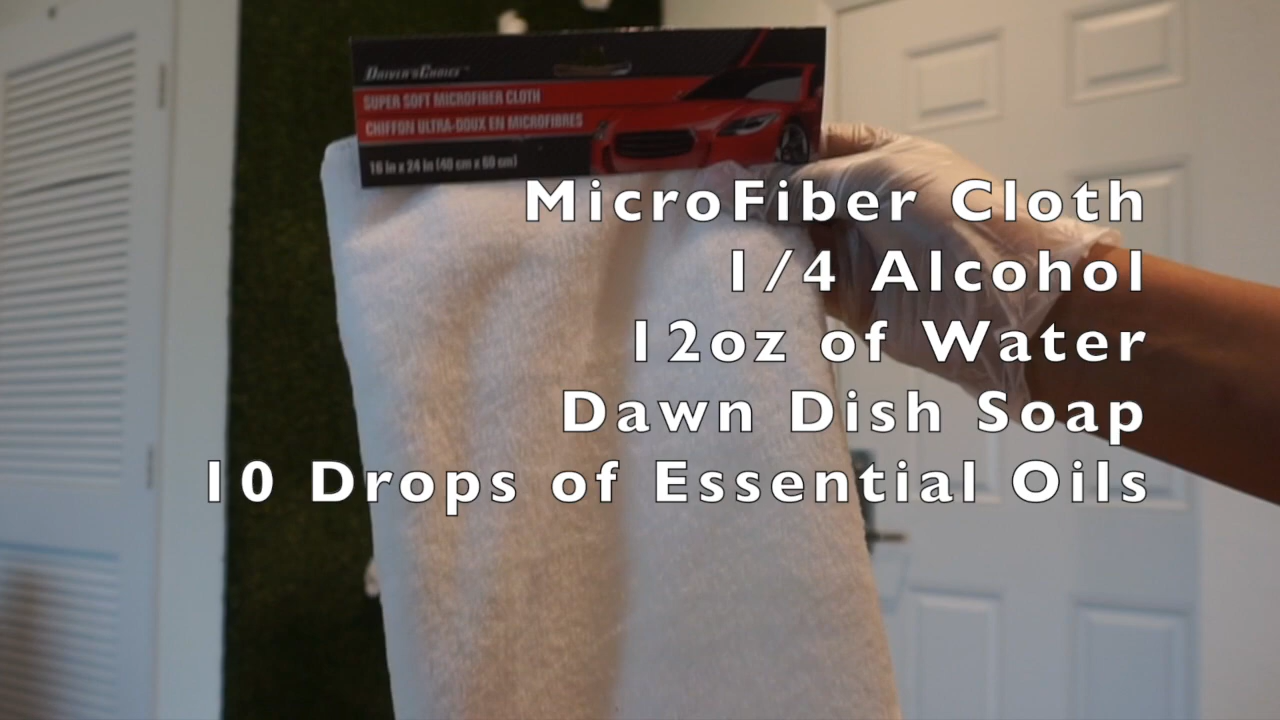 DRIVER'SCHOICE™
SUPER SOFT MICROFIBER CLOTH
CHIFFON ULTRA-DOUX EN MICROFIBRES
16 in x 24 in (40 cm x 60 cm)
MicroFiber Cloth
1/4 Alcohol
12oz of Water
Dawn Dish Soap
10 Drops of Essential Oils